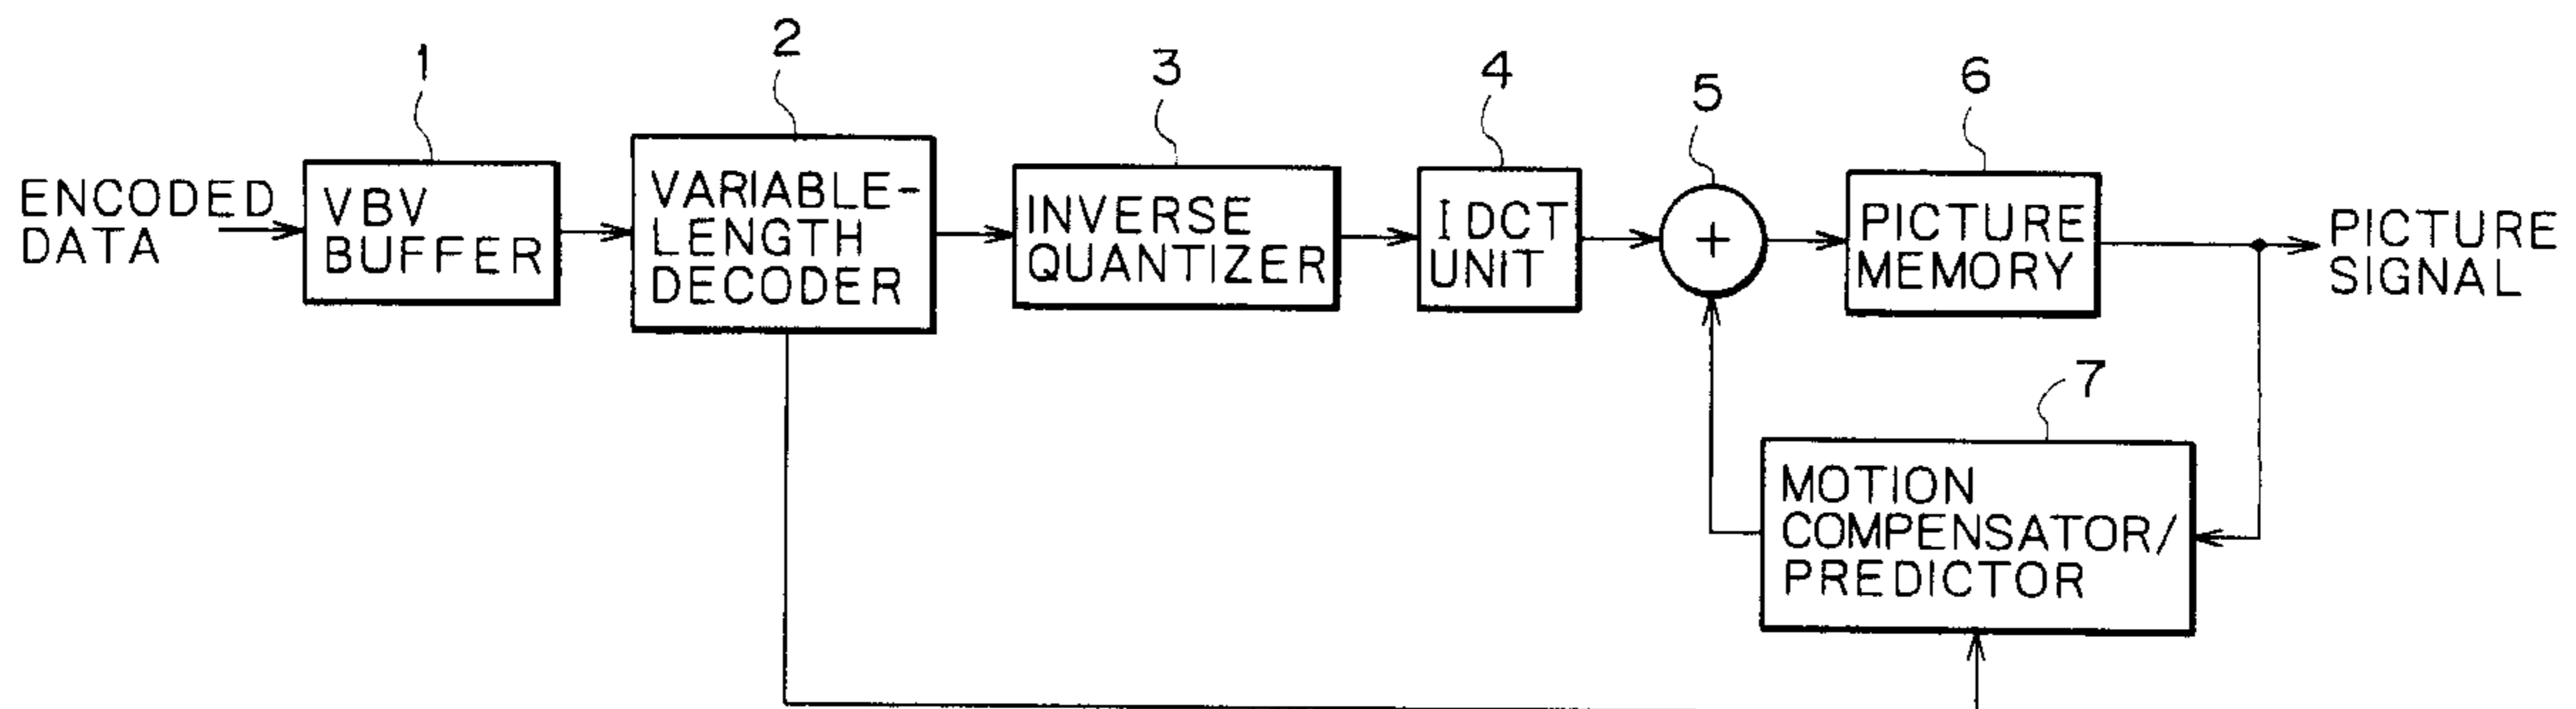 1
2
3
4
5
6
7
ENCODED
DATA
VBV
BUFFER
VARIABLE-
LENGTH
DECODER
INVERSE
QUANTIZER
IDCT
UNIT
+
PICTURE
MEMORY
PICTURE
SIGNAL
MOTION
COMPENSATOR/
PREDICTOR